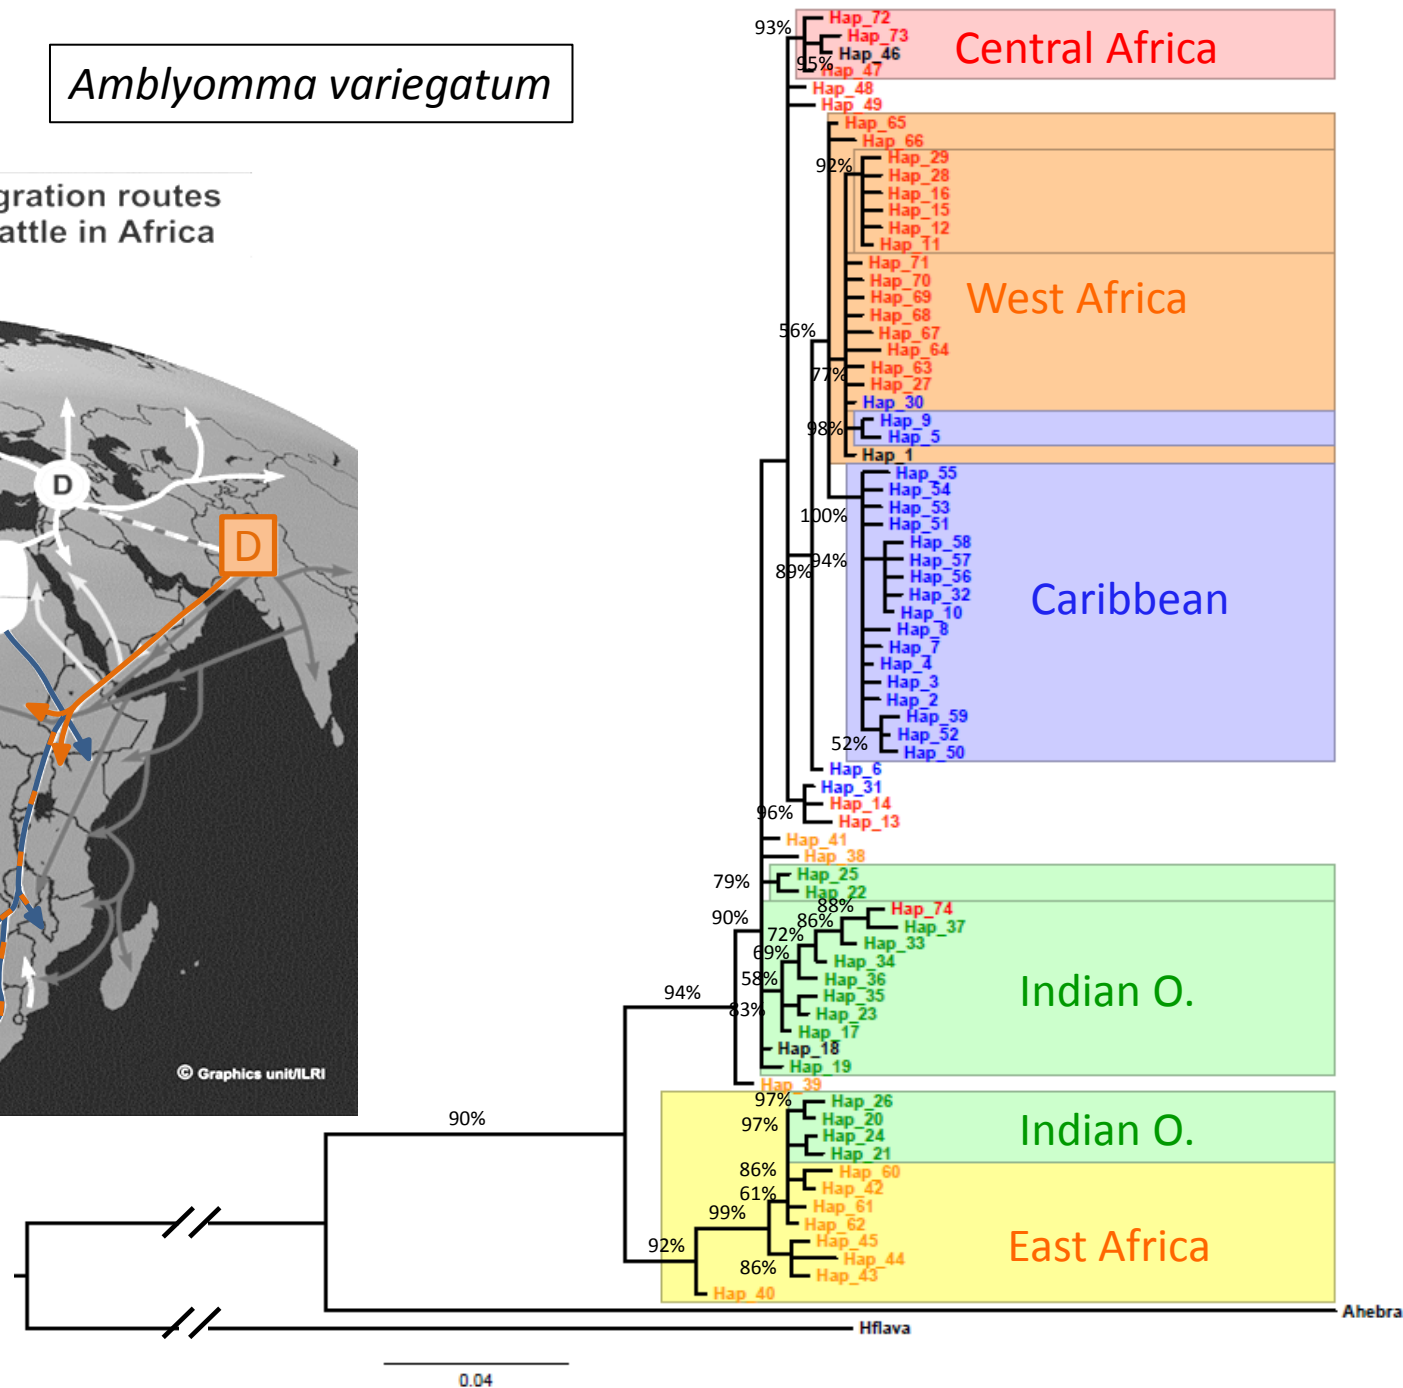 Amblyomma variegatum
gration routes
attle in Africa
D
D
© Graphics unit/ILRI
93%
Hap_72
Hap_73
Hap_46
95%
Hap_47
Central Africa
Hap_48
Hap_49
Hap_65
Hap_66
92%
Hap_29
Hap_28
Hap_16
Hap_15
Hap_12
Hap_11
Hap_71
Hap_70
Hap_69
West Africa
Hap_68
56%
Hap_67
Hap_64
77%
Hap_63
Hap_27
Hap_30
Hap_9
98%
Hap_5
Hap_1
Hap_55
Hap_54
Hap_53
100%
Hap_51
Hap_58
94%
Hap_57
89%
Hap_56
Hap_32
Caribbean
Hap_10
Hap_8
Hap_7
Hap_4
Hap_3
Hap_2
Hap_59
Hap_52
52%
Hap_50
Hap_6
Hap_31
Hap_14
96%
Hap_13
Hap_41
Hap_38
Hap_25
79%
Hap_22
88%
Hap_74
90%
86%
Hap_37
72%
Hap_33
69%
Hap_34
58%
Hap_36
94%
Hap_35
Indian O.
83%
Hap_23
Hap_17
Hap_18
Hap_19
Hap_39
97%
Hap_26
90%
Hap_20
97%
Hap_24
Indian O.
Hap_21
86%
Hap_60
61%
Hap_42
99%
Hap_61
Hap_62
92%
Hap_45
East Africa
Hap_44
86%
Hap_43
Hap_40
Ahebra
Hflava
0.04